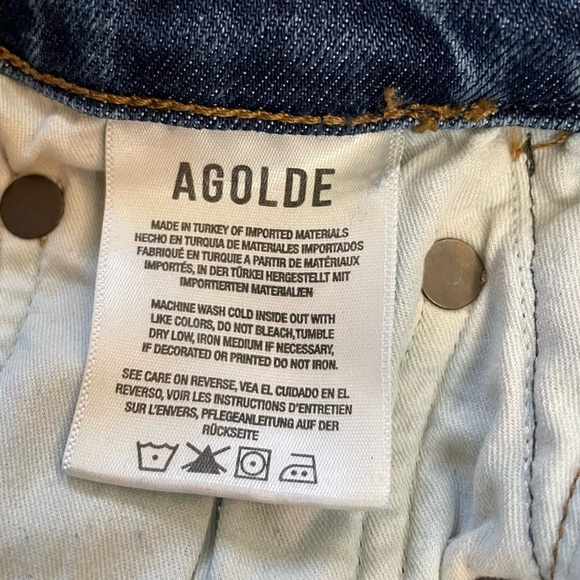 AGOLDE
MADE IN TURKEY OF IMPORTED MATERIALS
HECHO EN TURQUIA DE MATERIALES IMPORTADOS
FABRIQUÉ EN TURQUIE A PARTIR DE MATÉRIAUX
IMPORTÉS, IN DER TÜRKEI HERGESTELLT MIT
IMPORTIERTEN MATERIALIEN
MACHINE WASH COLD INSIDE OUT WITH
LIKE COLORS, DO NOT BLEACH,TUMBLE
DRY LOW, IRON MEDIUM IF NECESSARY,
IF DECORATED OR PRINTED DO NOT IRON.
SEE CARE ON REVERSE, VEA EL CUIDADO EN EL
REVERSO, VOIR LES INSTRUCTIONS D'ENTRETIEN
SUR L'ENVERS, PFLEGEANLEITUNG AUF DER
RÜCKSEITE